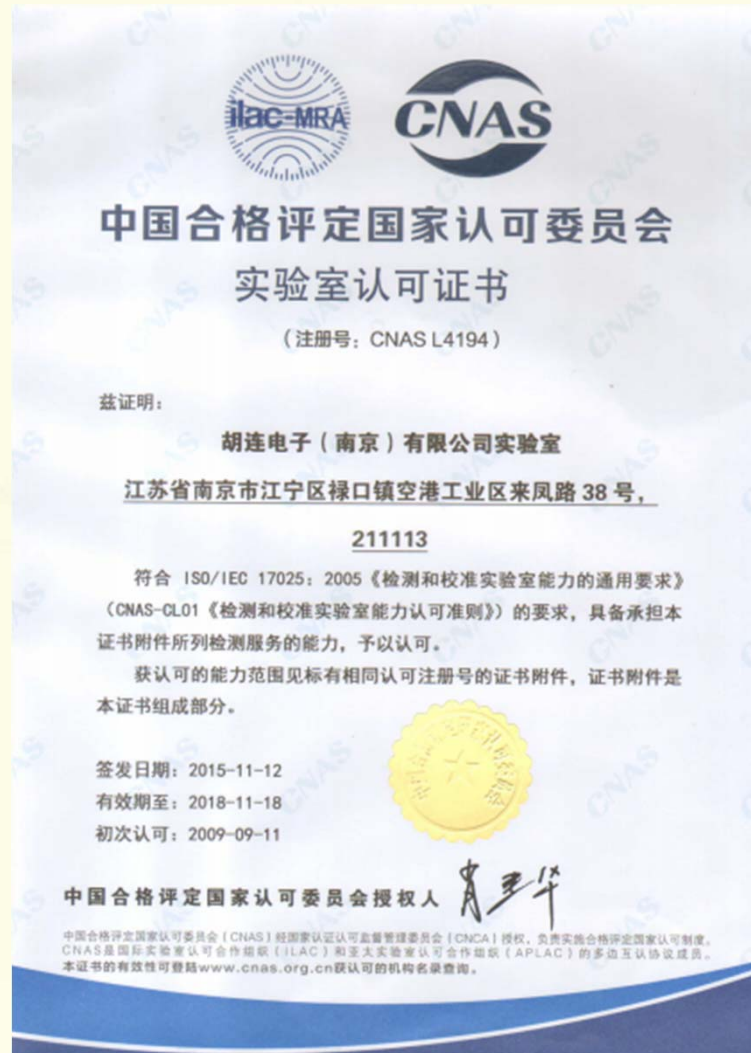 ilac-MRA
CNAS
中国合格评定国家认可委员会
实验室认可证书
（注册号：CNAS L4194）
兹证明：
胡连电子（南京）有限公司实验室
江苏省南京市江宁区禄口镇空港工业区来凤路 38 号，
211113
符合 ISO/IEC 17025：2005《检测和校准实验室能力的通用要求》
（CNAS-CL01《检测和校准实验室能力认可准则》）的要求，具备承担本
证书附件所列检测服务的能力，予以认可。
获认可的能力范围见标有相同认可注册号的证书附件，证书附件是
本证书组成部分。
签发日期：2015-11-12
有效期至：2018-11-18
初次认可：2009-09-11
中国合格评定国家认可委员会授权人
中国合格评定国家认可委员会（CNAS）经国家认证认可监督管理委员会（CNCA）授权，负责实施合格评定国家认可制度。
CNAS是国际实验室认可合作组织（ILAC）和亚太实验室认可合作组织（APLAC）的多边互认协议成员。
本证书的有效性可登陆www.cnas.org.cn获认可的机构名录查询。